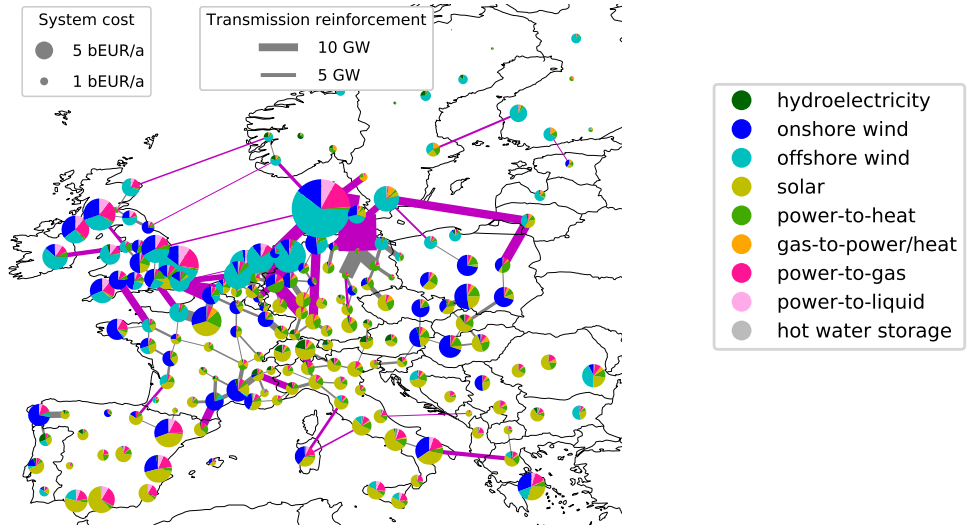 System cost
5 bEUR/a
1 bEUR/a
Transmission reinforcement
10 GW
5 GW
hydroelectricity
onshore wind
offshore wind
solar
power-to-heat
gas-to-power/heat
power-to-gas
power-to-liquid
hot water storage